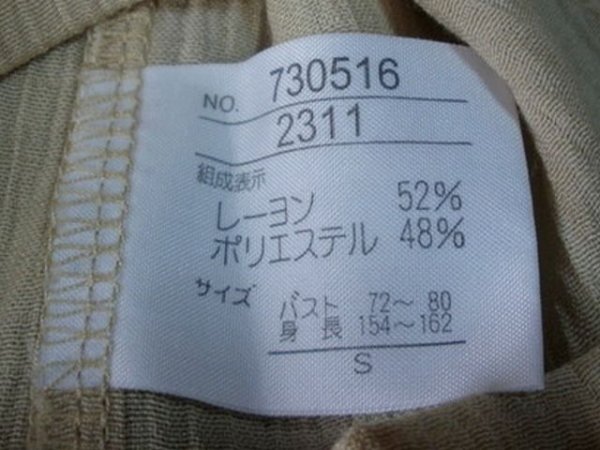 NO. 730516
2311
組成表示
レーヨン 52%
ポリエステル 48%
サイズ バスト 72～ 80
身長 154～162
S